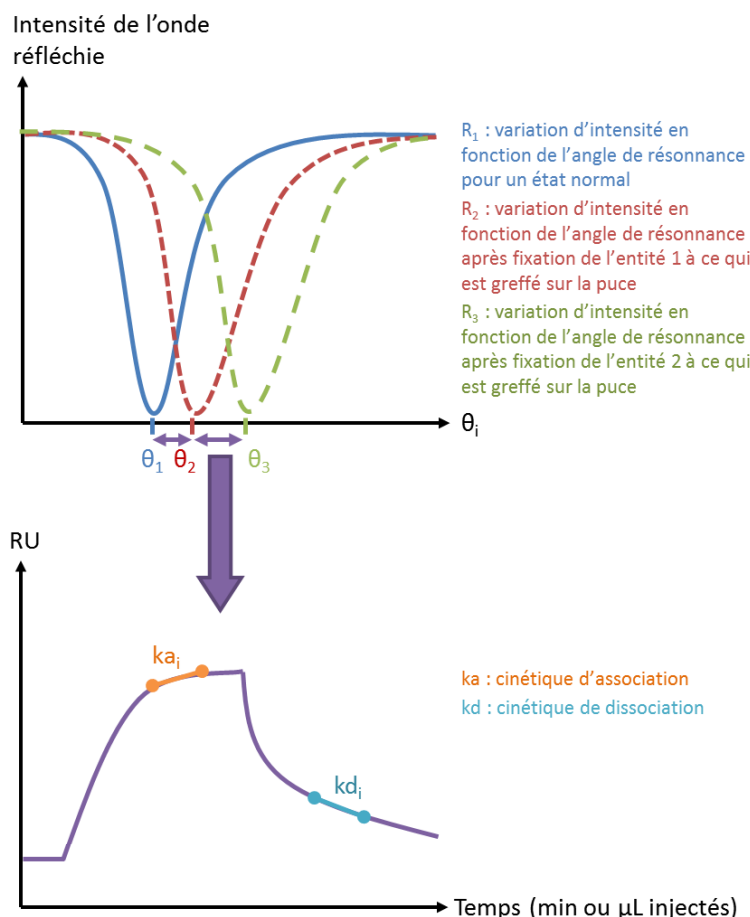 Intensité de l’onde
réfléchie
R1 : variation d’intensité en
fonction de l’angle de résonnance
pour un état normal
R2 : variation d’intensité en
fonction de l’angle de résonnance
après fixation de l’entité 1 à ce qui
est greffé sur la puce
R3 : variation d’intensité en
fonction de l’angle de résonnance
après fixation de l’entité 2 à ce qui
est greffé sur la puce
θi
θ1 θ2 θ3
RU
kai
ka : cinétique d’association
kd : cinétique de dissociation
kdi
Temps (min ou µL injectés)